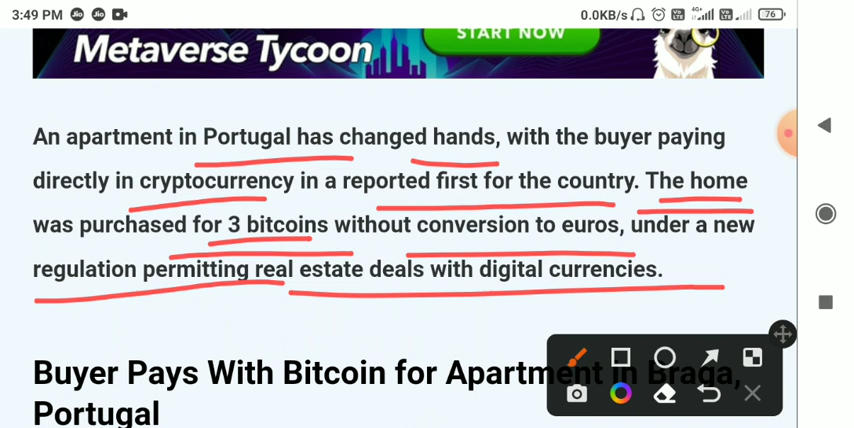 3:49 PM
0.0KB/s 4G+ 76
Metaverse Tycoon
START NOW
An apartment in Portugal has changed hands, with the buyer paying
directly in cryptocurrency in a reported first for the country. The home
was purchased for 3 bitcoins without conversion to euros, under a new
regulation permitting real estate deals with digital currencies.
Buyer Pays With Bitcoin for Apartment in Braga,
Portugal